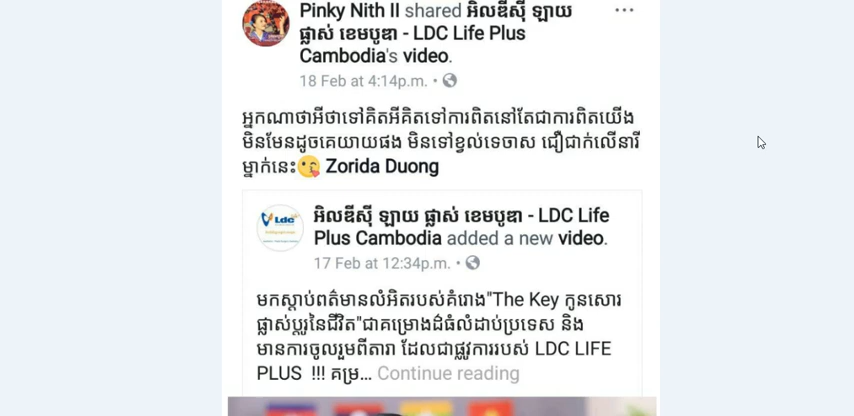 Pinky Nith II shared អិលឌីស៊ី ឡាយ
ផ្លាស់ ខេមបូឌា - LDC Life Plus
Cambodia's video.
18 Feb at 4:14p.m. •
អ្នកណាថាអីថាទៅគិតអីគិតទៅការពិតនៅតែជាការពិតយើង
មិនមែនដូចគេយាយផង មិនទៅខ្វល់ទេចាស ជឿជាក់លើនារី
ម្នាក់នេះ😘 Zorida Duong
អិលឌីស៊ី ឡាយ ផ្លាស់ ខេមបូឌា - LDC Life
Plus Cambodia added a new video.
17 Feb at 12:34p.m. •
Ldc
មកស្តាប់ពត៌មានលំអិតរបស់គំរោង"The Key កូនសោរ
ផ្លាស់ប្តូរនៃជីវិត"ជាគម្រោងដ៌ធំលំដាប់ប្រទេស និង
មានការចូលរួមពីតារា ដែលជាផ្លូវការរបស់ LDC LIFE
PLUS !!! គម្រ... Continue reading